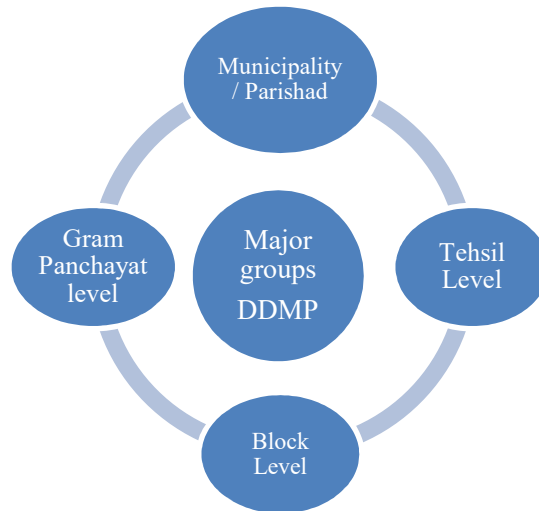 Municipality
/ Parishad
Gram
Panchayat
level
Major
groups
DDMP
Tehsil
Level
Block
Level